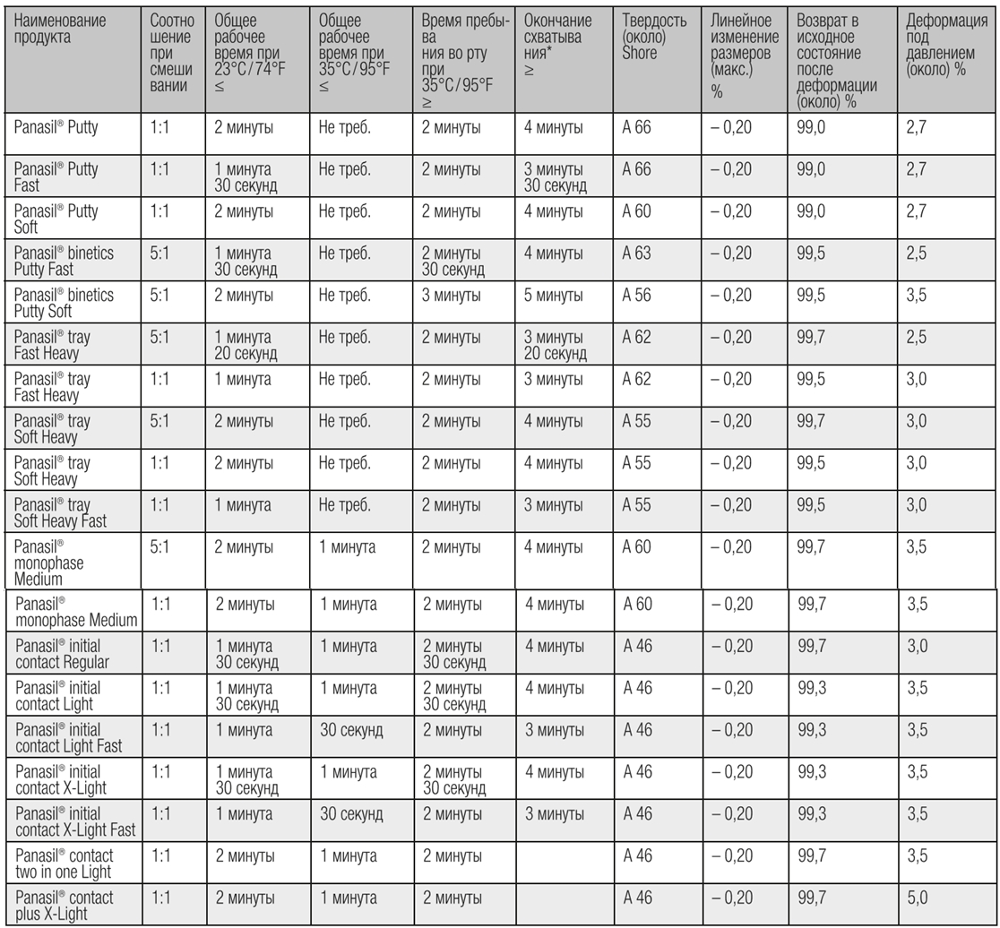 Наименование продукта | Соотно шение при смеши вании | Общее рабочее время при 23°C/74°F ≤ | Общее рабочее время при 35°C/95°F ≤ | Время пребы- ва ния во рту при 35°C/95°F ≥ | Окончание схватыва ния* ≥ | Твердость (около) Shore | Линейное изменение размеров (макс.) % | Возврат в исходное состояние после деформации (около) % | Деформация под давлением (около) %
Panasil® Putty | 1:1 | 2 минуты | Не треб. | 2 минуты | 4 минуты | A 66 | – 0,20 | 99,0 | 2,7
Panasil® Putty Fast | 1:1 | 1 минута 30 секунд | Не треб. | 2 минуты | 3 минуты 30 секунд | A 66 | – 0,20 | 99,0 | 2,7
Panasil® Putty Soft | 1:1 | 2 минуты | Не треб. | 2 минуты | 4 минуты | A 60 | – 0,20 | 99,0 | 2,7
Panasil® binetics Putty Fast | 5:1 | 1 минута 30 секунд | Не треб. | 2 минуты 30 секунд | 4 минуты | A 63 | – 0,20 | 99,5 | 2,5
Panasil® binetics Putty Soft | 5:1 | 2 минуты | Не треб. | 3 минуты | 5 минуты | A 56 | – 0,20 | 99,5 | 3,5
Panasil® tray Fast Heavy | 5:1 | 1 минута 20 секунд | Не треб. | 2 минуты | 3 минуты 20 секунд | A 62 | – 0,20 | 99,7 | 2,5
Panasil® tray Fast Heavy | 1:1 | 1 минута | Не треб. | 2 минуты | 3 минуты | A 62 | – 0,20 | 99,5 | 3,0
Panasil® tray Soft Heavy | 5:1 | 2 минуты | Не треб. | 2 минуты | 4 минуты | A 55 | – 0,20 | 99,7 | 3,0
Panasil® tray Soft Heavy | 1:1 | 2 минуты | Не треб. | 2 минуты | 4 минуты | A 55 | – 0,20 | 99,5 | 3,0
Panasil® tray Soft Heavy Fast | 1:1 | 1 минута | Не треб. | 2 минуты | 3 минуты | A 55 | – 0,20 | 99,5 | 3,0
Panasil® monophase Medium | 5:1 | 2 минуты | 1 минута | 2 минуты | 4 минуты | A 60 | – 0,20 | 99,7 | 3,5
Panasil® monophase Medium | 1:1 | 2 минуты | 1 минута | 2 минуты | 4 минуты | A 60 | – 0,20 | 99,7 | 3,5
Panasil® initial contact Regular | 1:1 | 1 минута 30 секунд | 1 минута | 2 минуты 30 секунд | 4 минуты | A 46 | – 0,20 | 99,7 | 3,0
Panasil® initial contact Light | 1:1 | 1 минута 30 секунд | 1 минута | 2 минуты 30 секунд | 4 минуты | A 46 | – 0,20 | 99,3 | 3,5
Panasil® initial contact Light Fast | 1:1 | 1 минута | 30 секунд | 2 минуты | 3 минуты | A 46 | – 0,20 | 99,3 | 3,5
Panasil® initial contact X-Light | 1:1 | 1 минута 30 секунд | 1 минута | 2 минуты 30 секунд | 4 минуты | A 46 | – 0,20 | 99,3 | 3,5
Panasil® initial contact X-Light Fast | 1:1 | 1 минута | 30 секунд | 2 минуты | 3 минуты | A 46 | – 0,20 | 99,3 | 3,5
Panasil® contact two in one Light | 1:1 | 2 минуты | 1 минута | 2 минуты | | A 46 | – 0,20 | 99,7 | 3,5
Panasil® contact plus X-Light | 1:1 | 2 минуты | 1 минута | 2 минуты | | A 46 | – 0,20 | 99,7 | 5,0